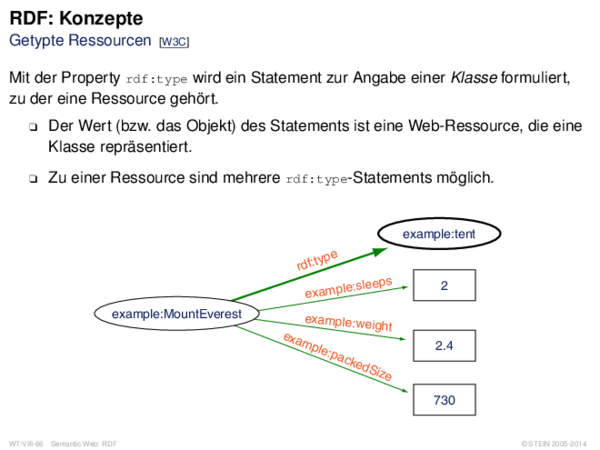 RDF: Konzepte
Getypte Ressourcen [W3C]
Mit der Property rdf:type wird ein Statement zur Angabe einer Klasse formuliert,
zu der eine Ressource gehört.
❑ Der Wert (bzw. das Objekt) des Statements ist eine Web-Ressource, die eine
Klasse repräsentiert.
❑ Zu einer Ressource sind mehrere rdf:type-Statements möglich.
example:tent
rdf:type
example:sleeps
2
example:MountEverest
example:weight
2.4
example:packedSize
730
WT:VIII-66 Semantic Web: RDF
© STEIN 2005-2014